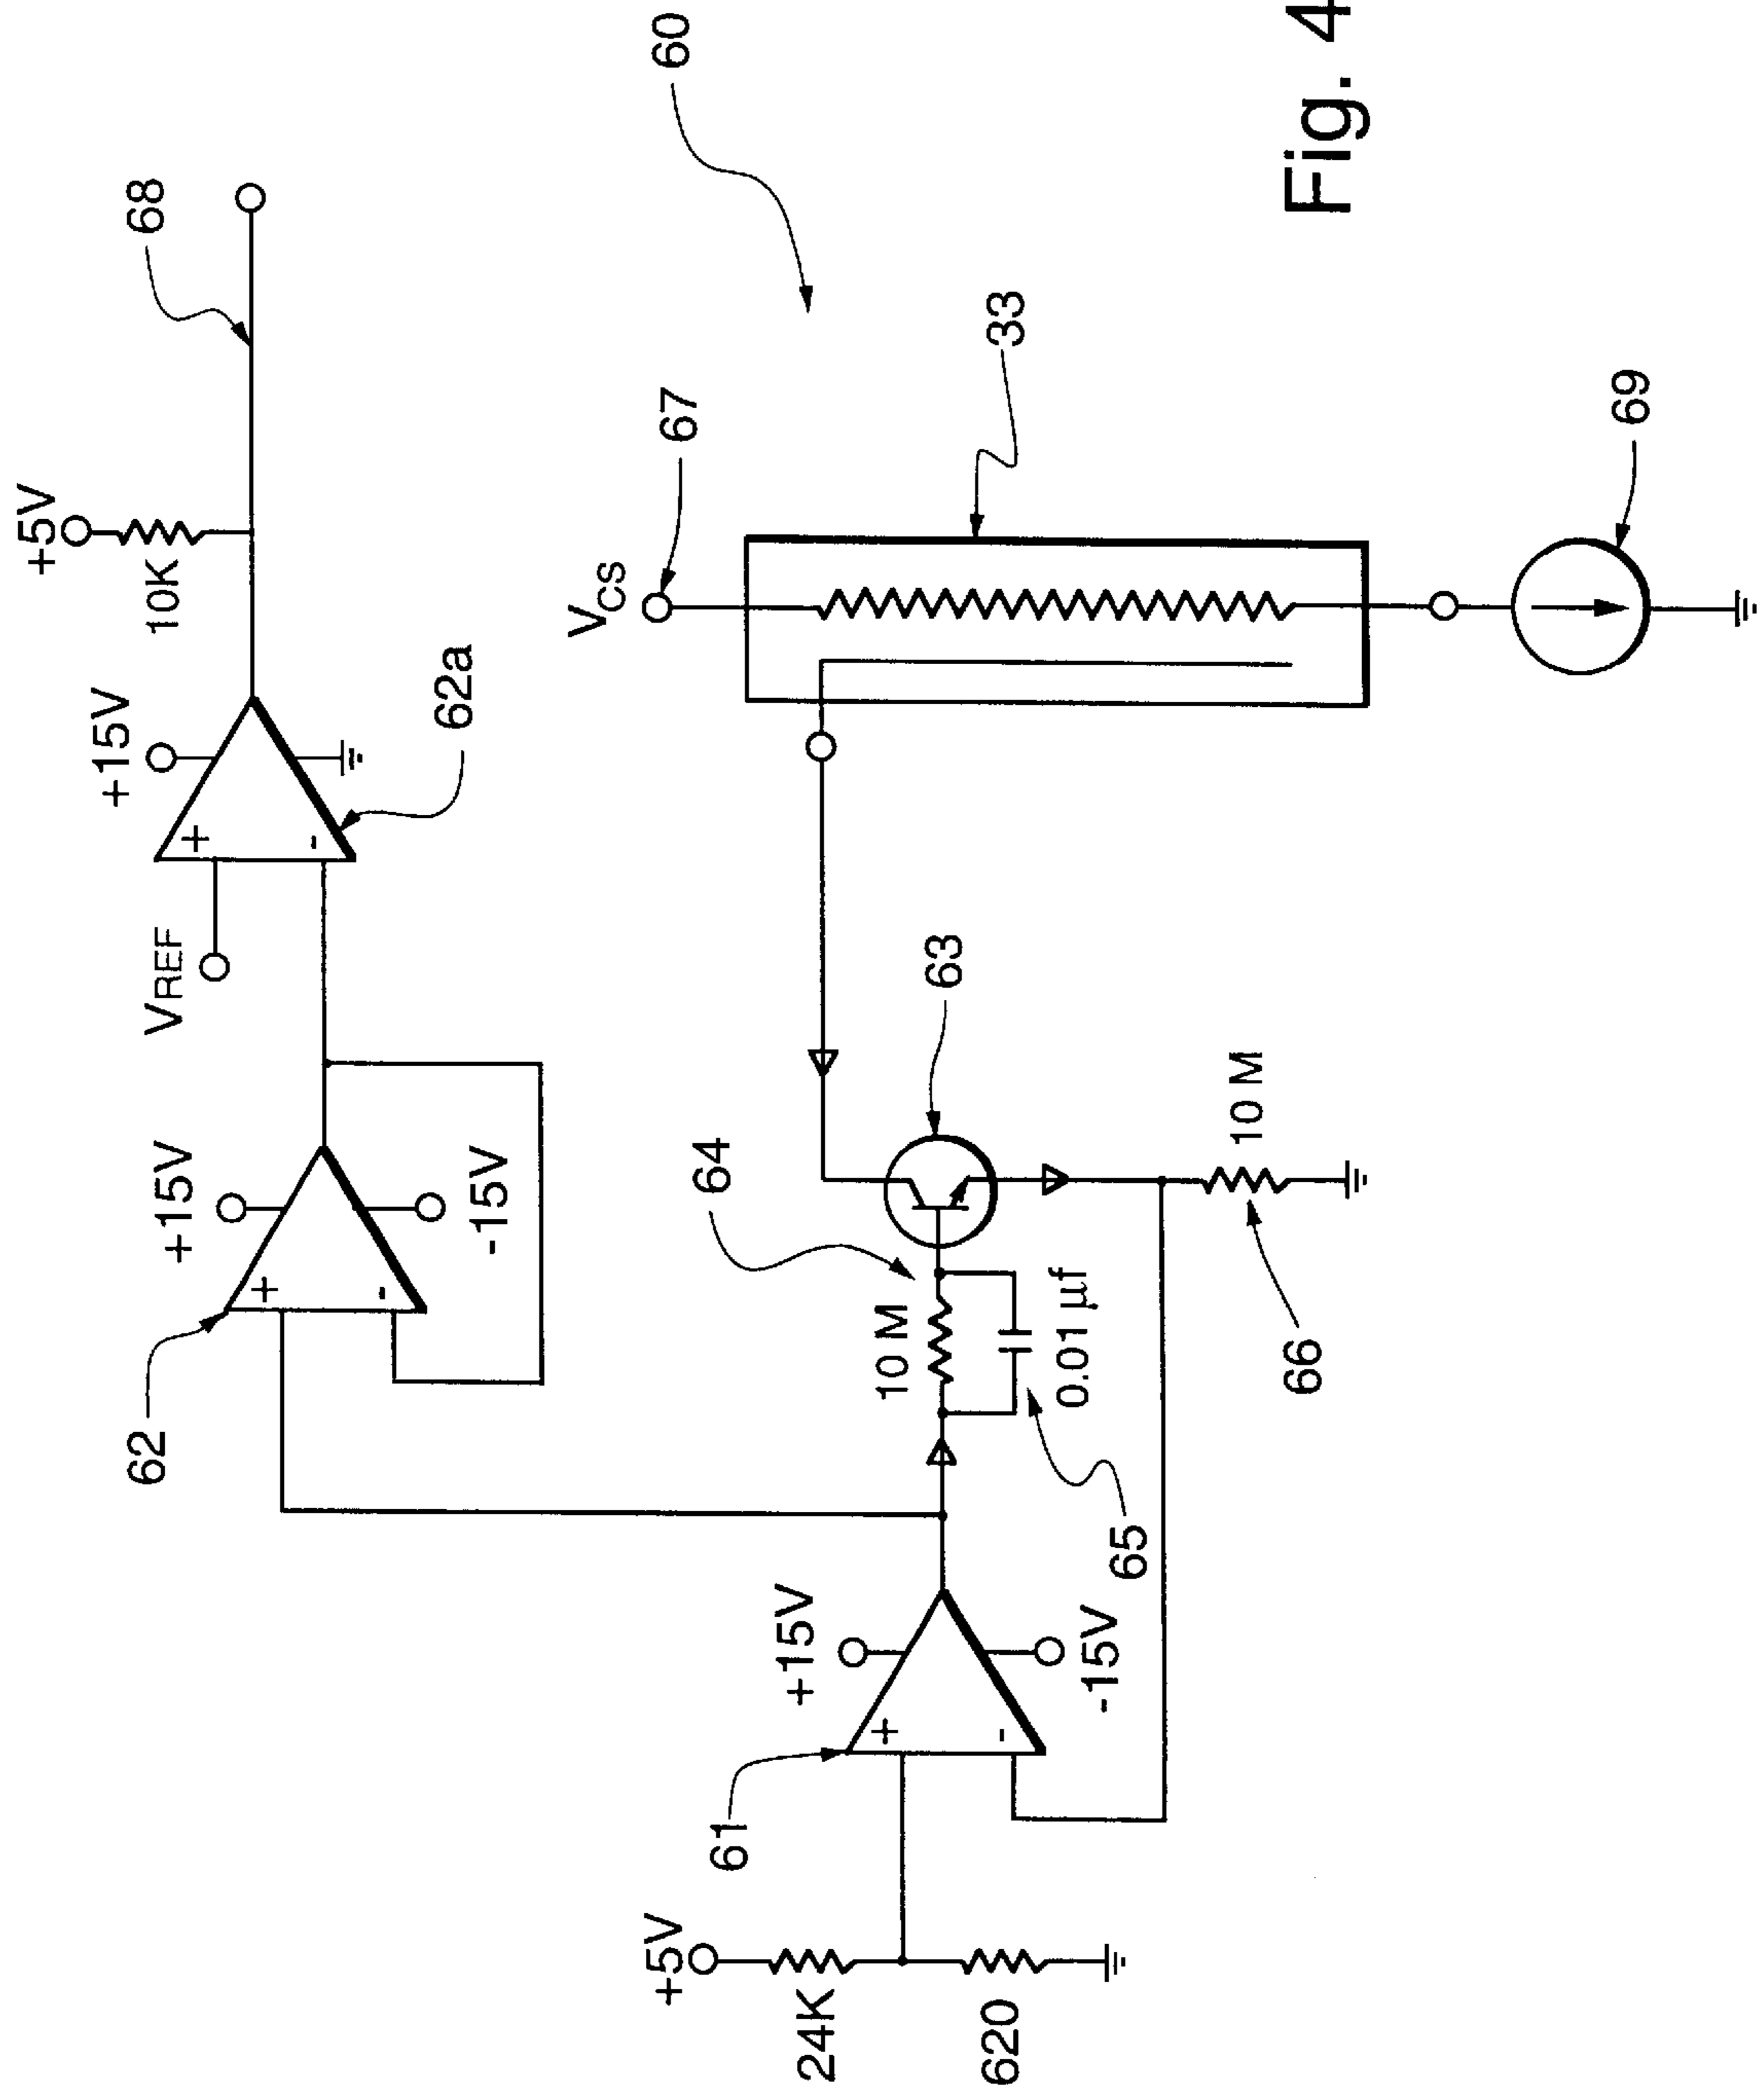 +5V
10K
68
+15V
62a
VREF
+15V
-15V
62
60
VCS
67
33
69
63
64
10 M
0.01 µf
65
10 M
66
+15V
-15V
61
+5V
24K
620
Fig. 4